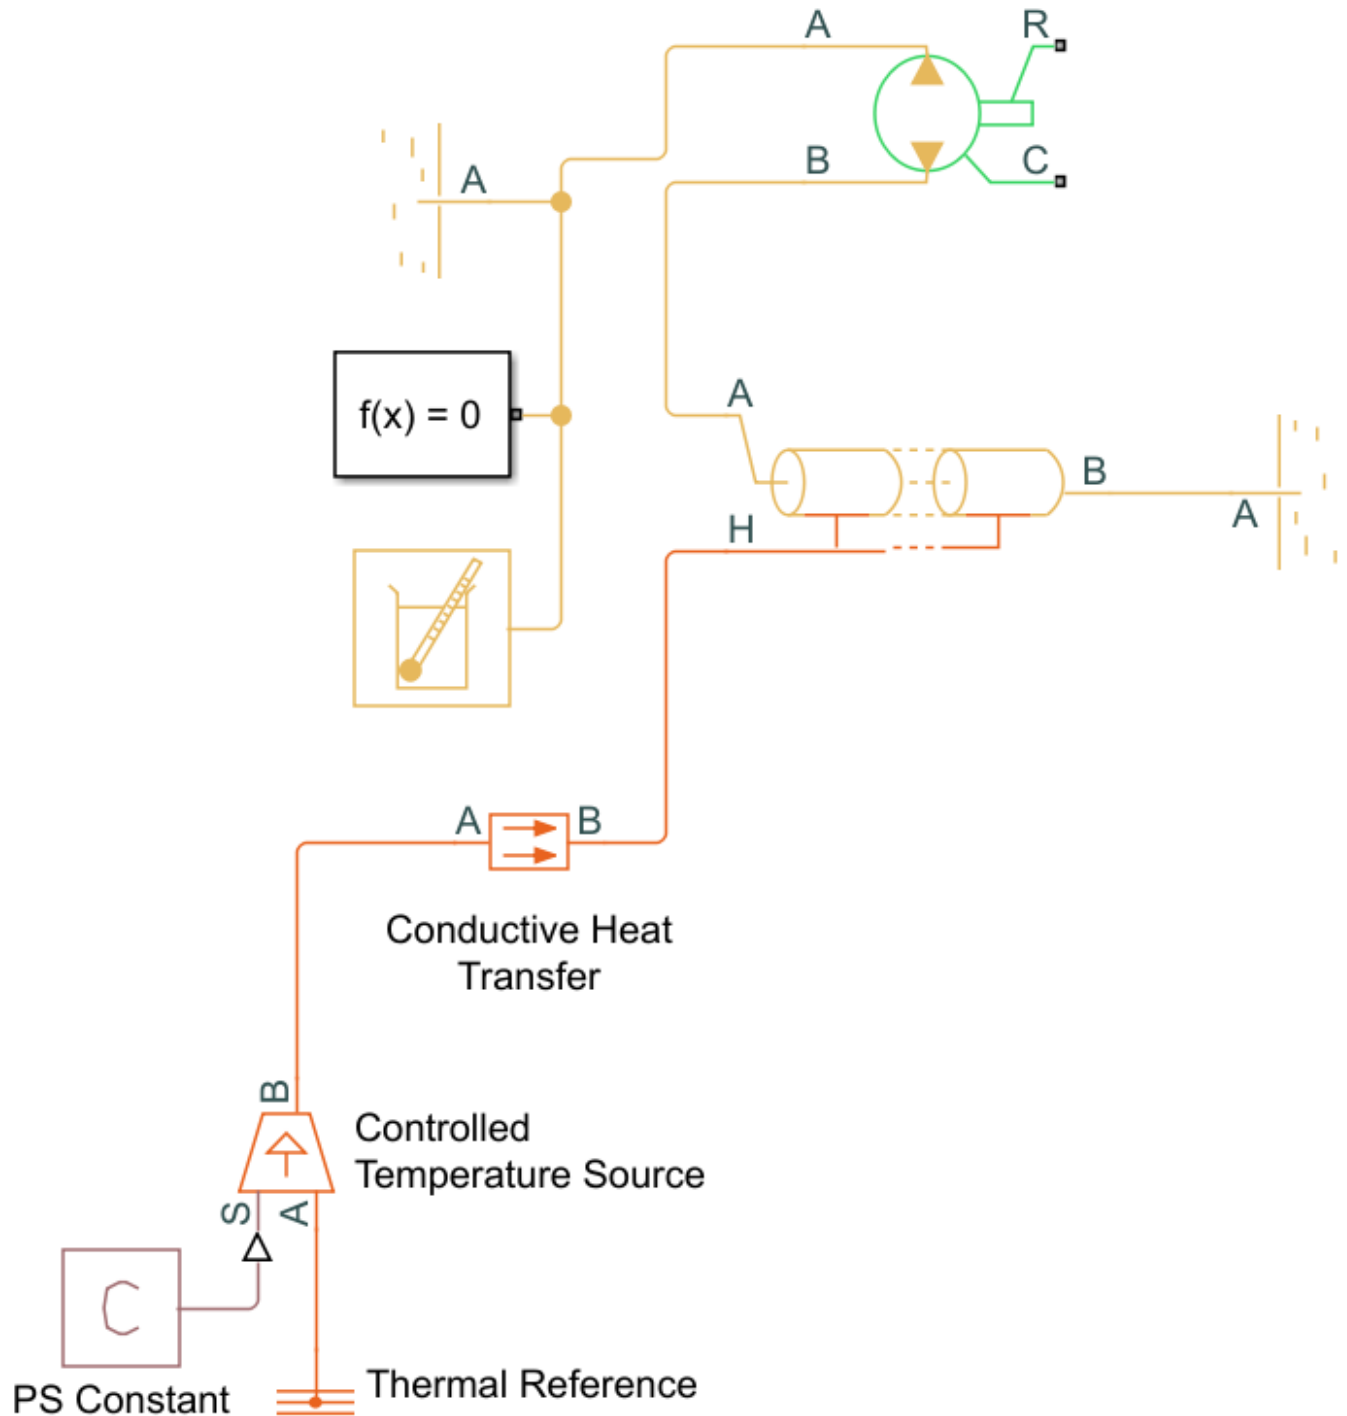 A
R
A
B
C
f(x) = 0
A
B
A
H
A
B
Conductive Heat
Transfer
B
Controlled
Temperature Source
S
A
C
PS Constant
Thermal Reference